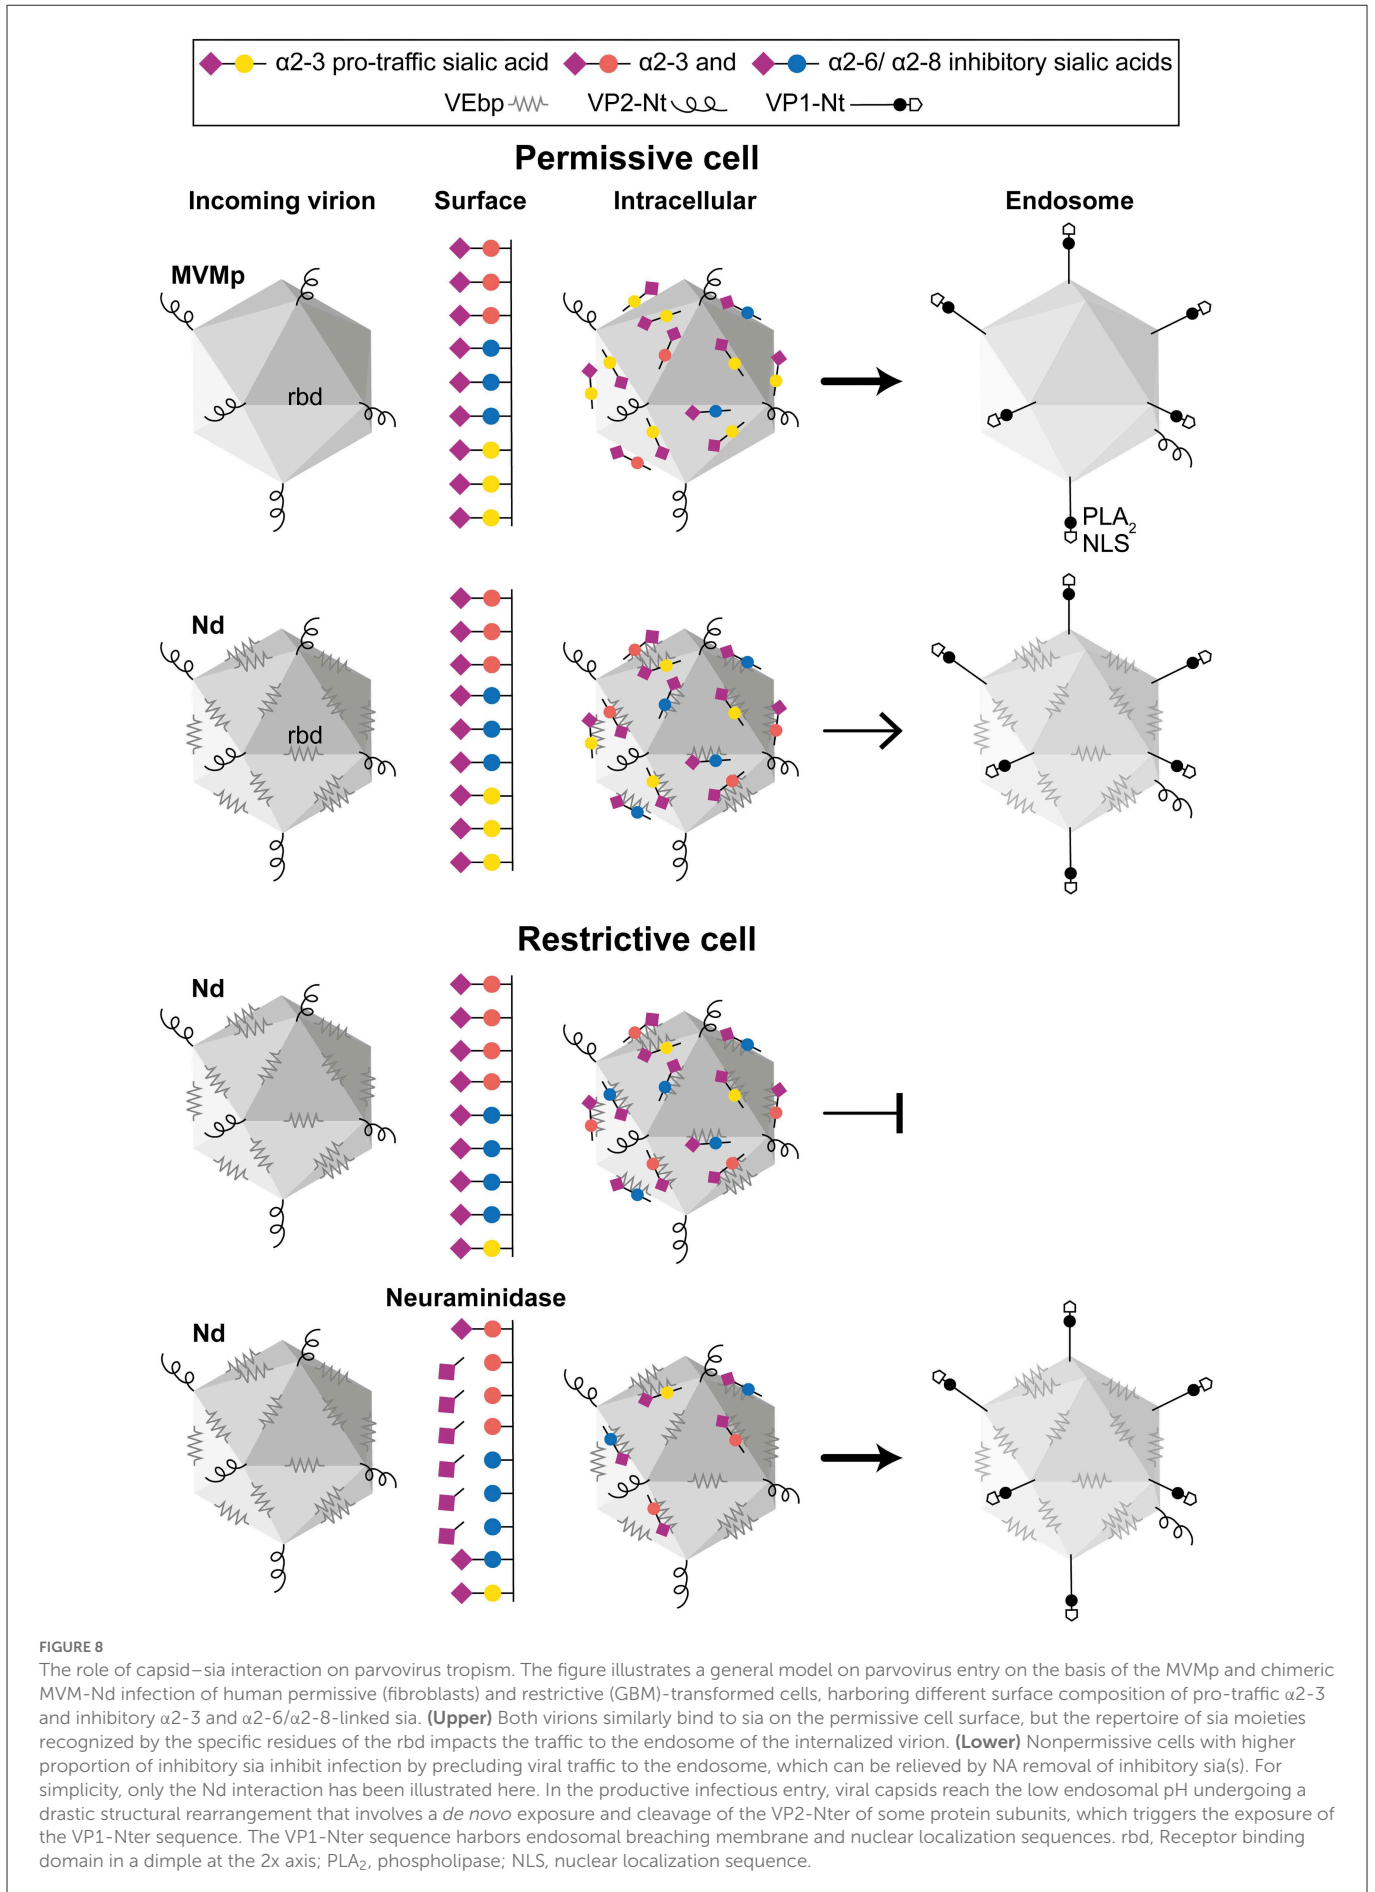 α2-3 pro-traffic sialic acid α2-3 and α2-6/ α2-8 inhibitory sialic acids
VEbp VP2-Nt VP1-Nt
Permissive cell
Incoming virion Surface Intracellular Endosome
MVMp
rbd
PLA2
NLS
Nd
rbd
Restrictive cell
Nd
Neuraminidase
Nd
FIGURE 8
The role of capsid–sia interaction on parvovirus tropism. The figure illustrates a general model on parvovirus entry on the basis of the MVMp and chimeric
MVM-Nd infection of human permissive (fibroblasts) and restrictive (GBM)-transformed cells, harboring different surface composition of pro-traffic α2-3
and inhibitory α2-3 and α2-6/α2-8-linked sia. (Upper) Both virions similarly bind to sia on the permissive cell surface, but the repertoire of sia moieties
recognized by the specific residues of the rbd impacts the traffic to the endosome of the internalized virion. (Lower) Nonpermissive cells with higher
proportion of inhibitory sia inhibit infection by precluding viral traffic to the endosome, which can be relieved by NA removal of inhibitory sia(s). For
simplicity, only the Nd interaction has been illustrated here. In the productive infectious entry, viral capsids reach the low endosomal pH undergoing a
drastic structural rearrangement that involves a de novo exposure and cleavage of the VP2-Nter of some protein subunits, which triggers the exposure of
the VP1-Nter sequence. The VP1-Nter sequence harbors endosomal breaching membrane and nuclear localization sequences. rbd, Receptor binding
domain in a dimple at the 2x axis; PLA2, phospholipase; NLS, nuclear localization sequence.